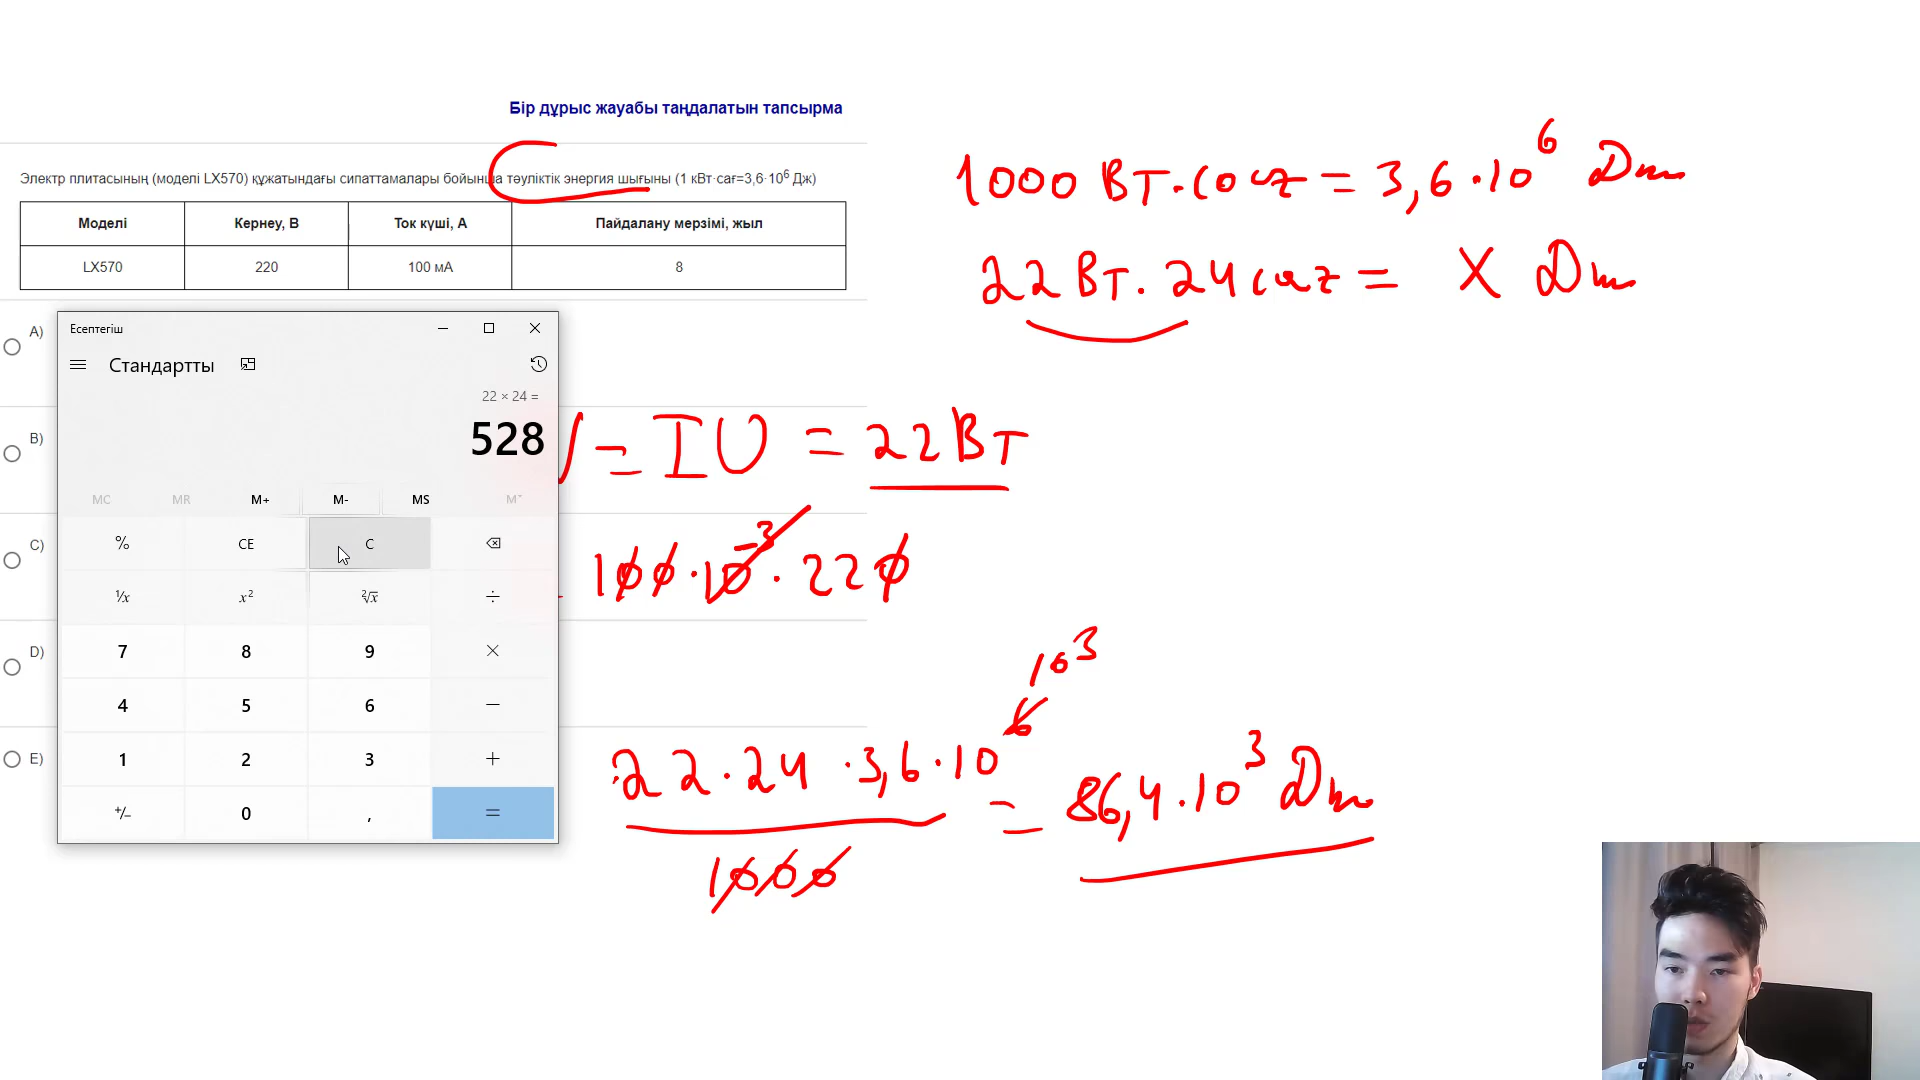 Бір дұрыс жауабы таңдалатын тапсырма
Электр плитасының (моделі LX570) құжатындағы сипаттамалары бойынша тәуліктік энергия шығыны (1 кВт·сағ=3,6·10⁶ Дж)
Моделі Кернеу, В Ток күші, А Пайдалану мерзімі, жыл
LX570 220 100 мА 8
A)
B)
C)
D)
E)
Есептегіш
Стандартты
22 × 24 =
528
MC MR M+ M- MS M˅
% CE C
¹/x x² ²√x ÷
7 8 9 ×
4 5 6 −
1 2 3 +
+/− 0 , =
1000 Вт·сағ = 3,6·10⁶ Дж
22 Вт·24 сағ = X Дж
= IU = 22 Вт
100·10⁻³·220
10³
22·24·3,6·10⁶ = 86,4·10³ Дж
1000